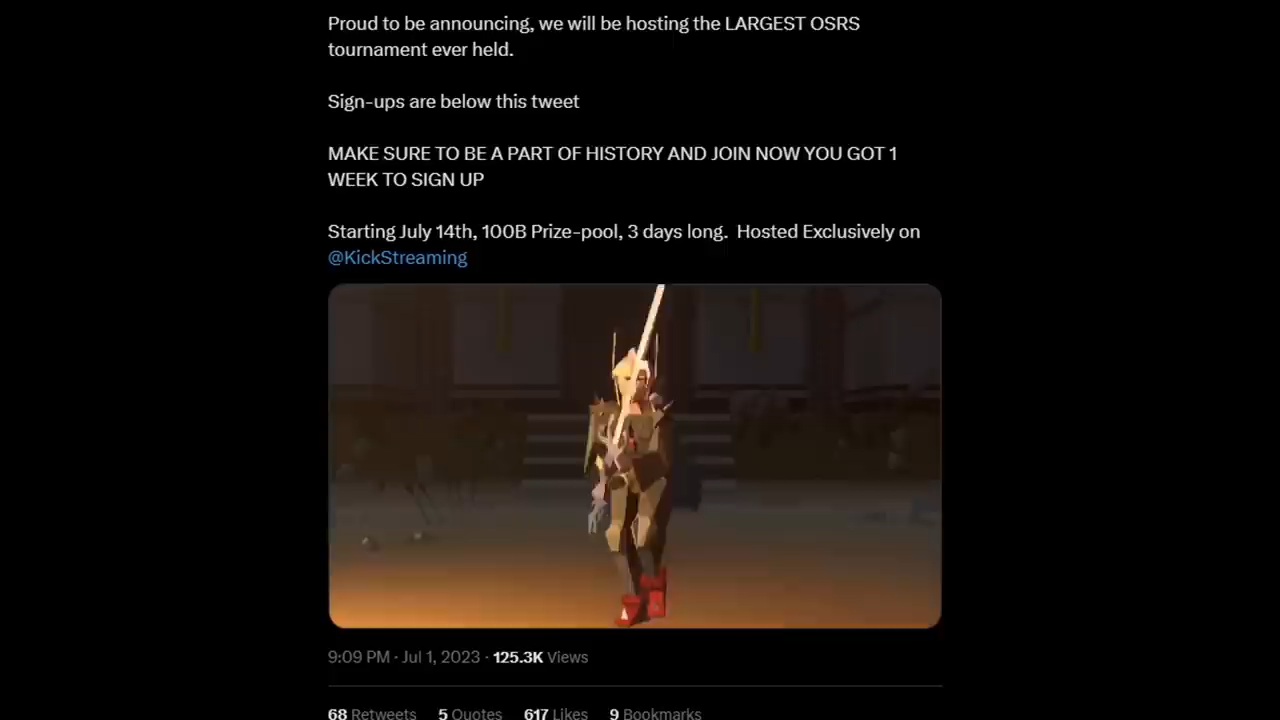 Proud to be announcing, we will be hosting the LARGEST OSRS
tournament ever held.
Sign-ups are below this tweet
MAKE SURE TO BE A PART OF HISTORY AND JOIN NOW YOU GOT 1
WEEK TO SIGN UP
Starting July 14th, 100B Prize-pool, 3 days long.  Hosted Exclusively on
@KickStreaming
9:09 PM · Jul 1, 2023 · 125.3K Views
68 Retweets 5 Quotes 617 Likes 9 Bookmarks